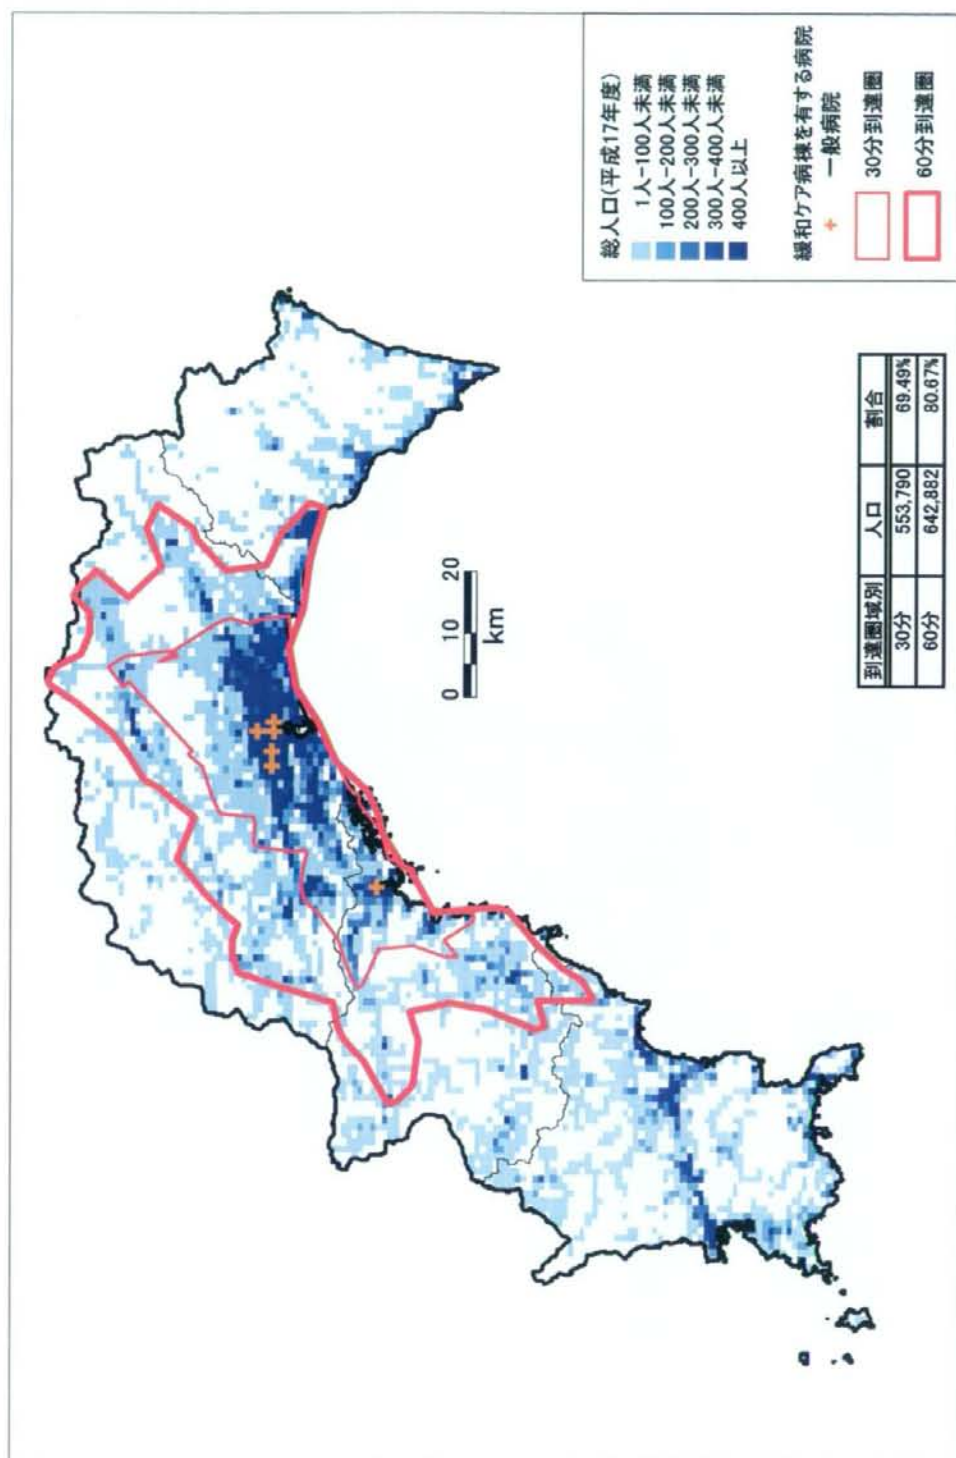 総人口(平成17年度)
1人-100人未満
100人-200人未満
200人-300人未満
300人-400人未満
400人以上
緩和ケア病棟を有する病院
一般病院
30分到達圏
60分到達圏
0 10 20
km
到達圏域別 人口 割合
30分 553,790 69.49%
60分 642,882 80.67%